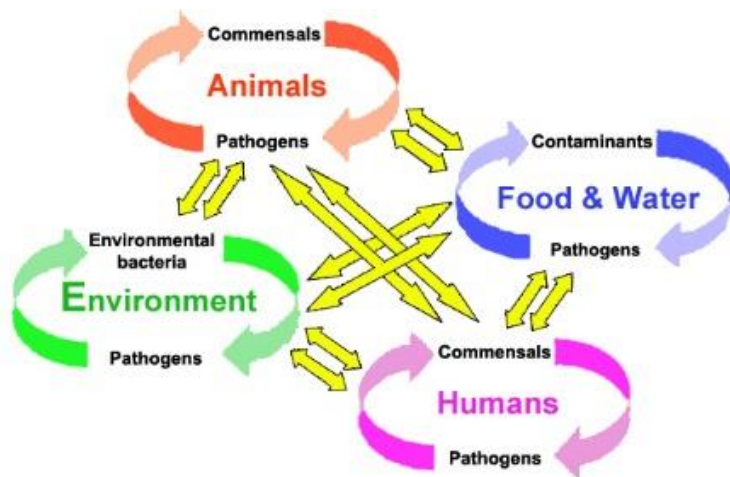 Commensals
Animals
Pathogens
Contaminants
Food & Water
Pathogens
Environmental
bacteria
Environment
Pathogens
Commensals
Humans
Pathogens